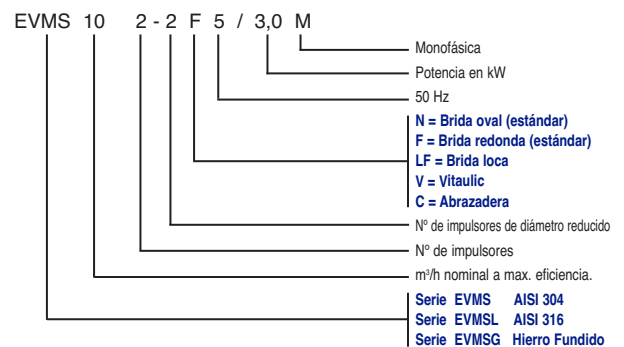 EVMS 10 2 - 2 F 5 / 3,0 M
Monofásica
Potencia en kW
50 Hz
N = Brida oval (estándar)
F = Brida redonda (estándar)
LF = Brida loca
V = Vitaulic
C = Abrazadera
Nº de impulsores de diámetro reducido
Nº de impulsores
m³/h nominal a max. eficiencia.
Serie EVMS AISI 304
Serie EVMSL AISI 316
Serie EVMSG Hierro Fundido